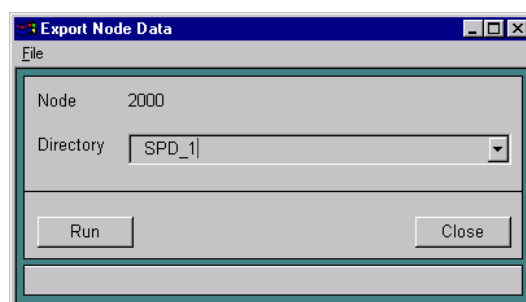 Export Node Data
File
Node 2000
Directory SPD_1
Run Close